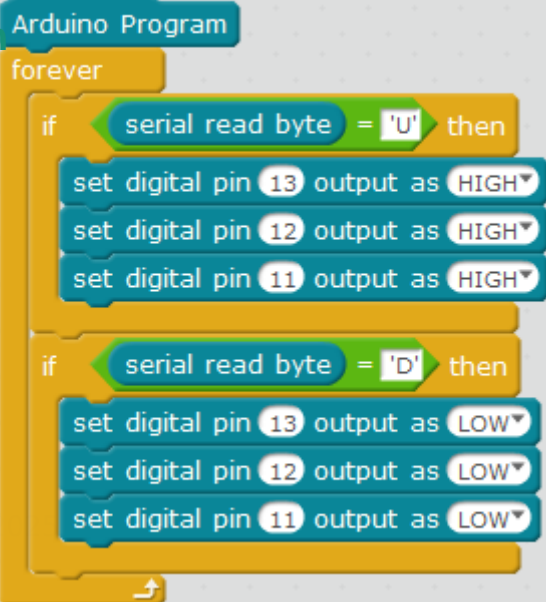 Arduino Program
forever
if serial read byte = 'U' then
set digital pin 13 output as HIGH
set digital pin 12 output as HIGH
set digital pin 11 output as HIGH
if serial read byte = 'D' then
set digital pin 13 output as LOW
set digital pin 12 output as LOW
set digital pin 11 output as LOW